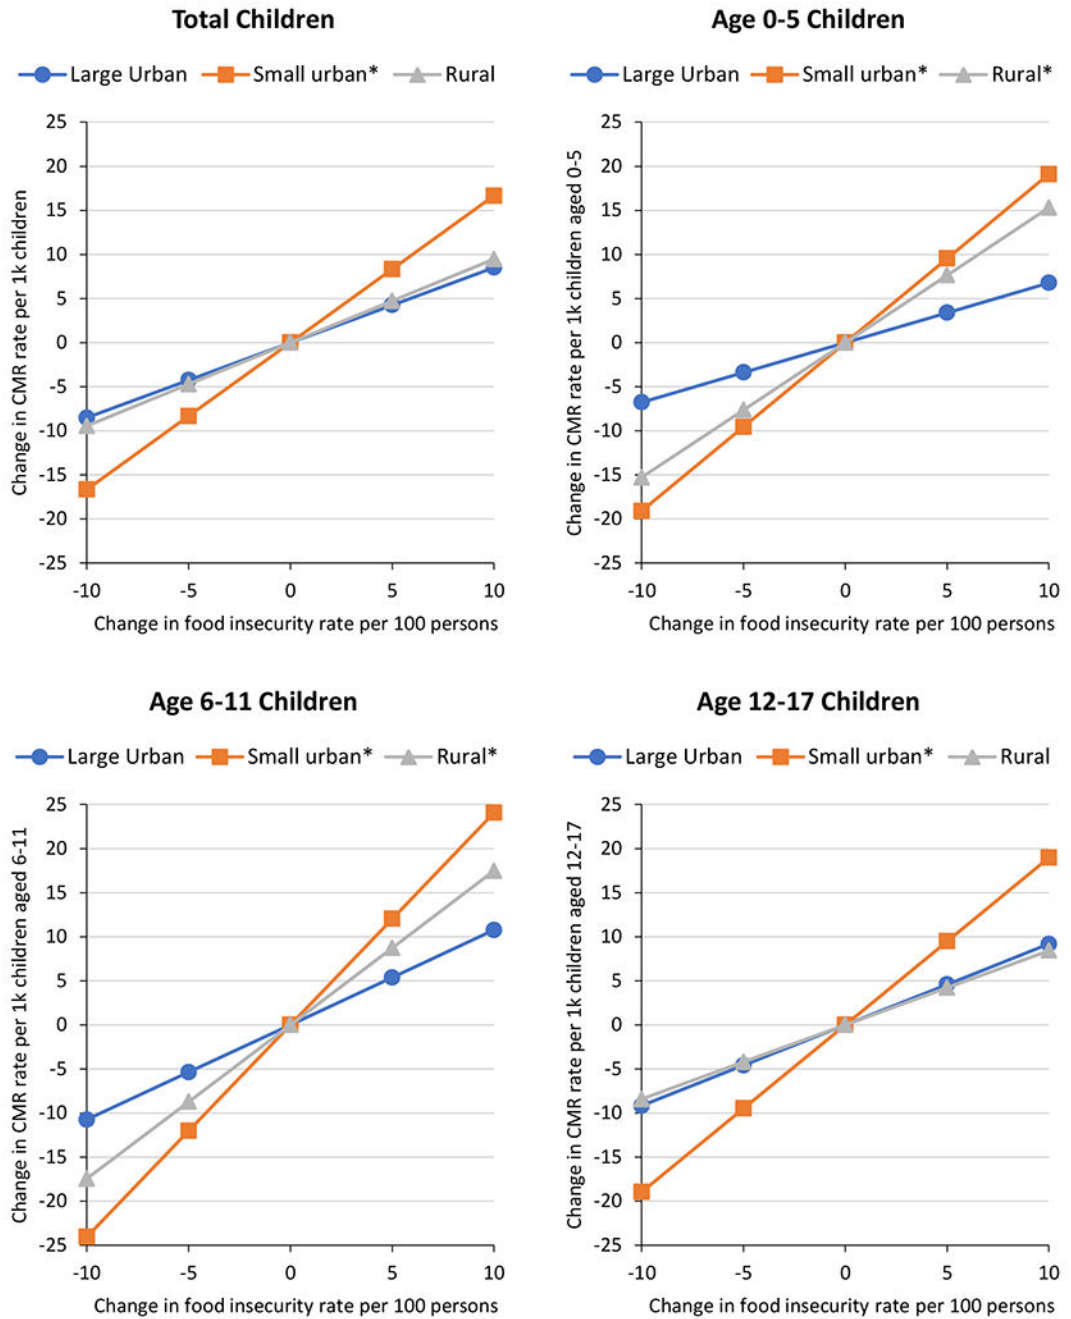 Total Children
Large Urban Small urban* Rural
Change in CMR rate per 1k children
25
20
15
10
5
0
-5
-10
-15
-20
-25
-10 -5 0 5 10
Change in food insecurity rate per 100 persons
Age 0-5 Children
Large Urban Small urban* Rural*
Change in CMR rate per 1k children aged 0-5
25
20
15
10
5
0
-5
-10
-15
-20
-25
-10 -5 0 5 10
Change in food insecurity rate per 100 persons
Age 6-11 Children
Large Urban Small urban* Rural*
Change in CMR rate per 1k children aged 6-11
25
20
15
10
5
0
-5
-10
-15
-20
-25
-10 -5 0 5 10
Change in food insecurity rate per 100 persons
Age 12-17 Children
Large Urban Small urban* Rural
Change in CMR rate per 1k children aged 12-17
25
20
15
10
5
0
-5
-10
-15
-20
-25
-10 -5 0 5 10
Change in food insecurity rate per 100 persons